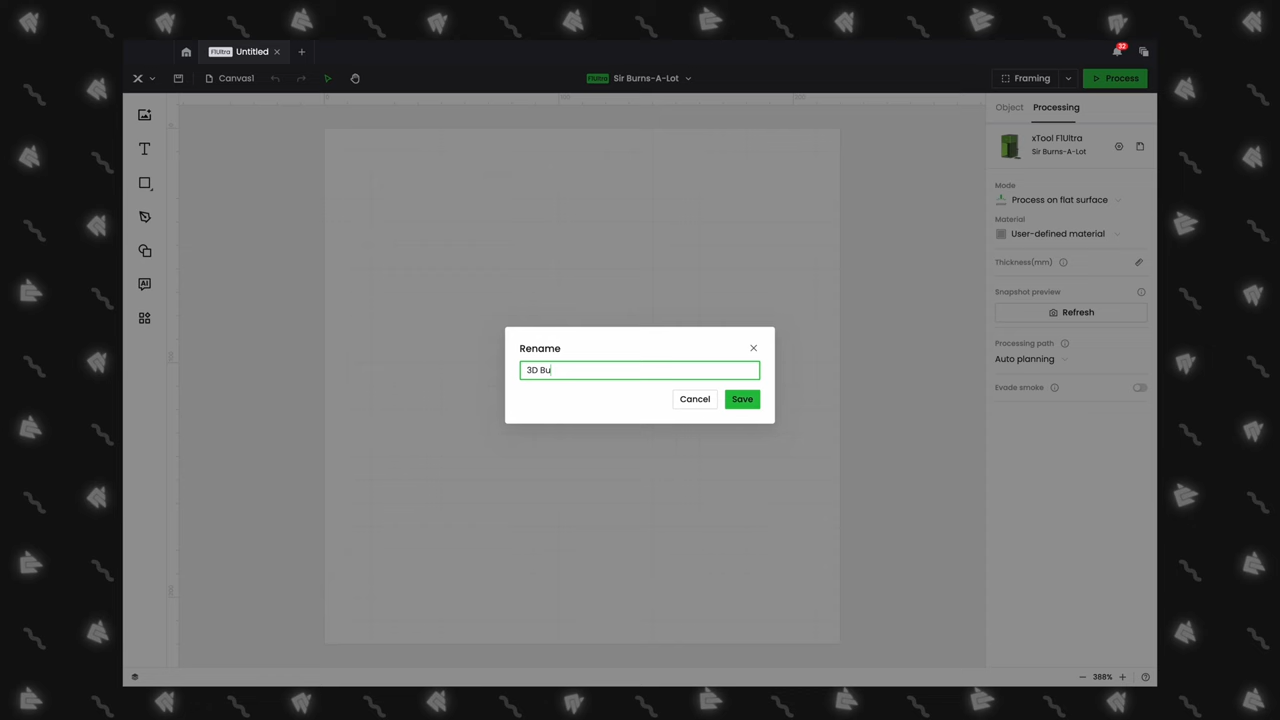 F1Ultra Untitled
32
Canvas1
F1Ultra Sir Burns-A-Lot
Framing
Process
Object Processing
xTool F1Ultra
Sir Burns-A-Lot
Mode
Process on flat surface
Material
User-defined material
Thickness(mm)
Snapshot preview
Refresh
Processing path
Auto planning
Evade smoke
T
AI
Rename
3D Bu
Cancel Save
388%